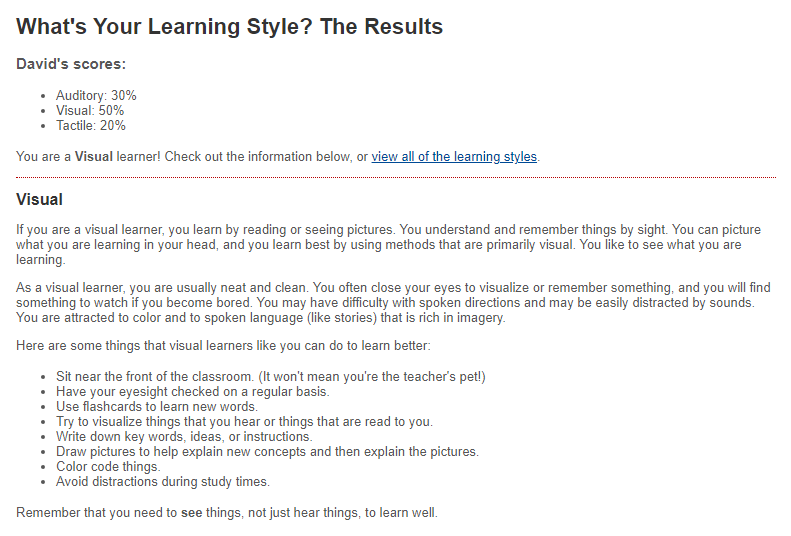 What's Your Learning Style? The Results
David's scores:
• Auditory: 30%
• Visual: 50%
• Tactile: 20%
You are a Visual learner! Check out the information below, or view all of the learning styles.
Visual
If you are a visual learner, you learn by reading or seeing pictures. You understand and remember things by sight. You can picture
what you are learning in your head, and you learn best by using methods that are primarily visual. You like to see what you are
learning.
As a visual learner, you are usually neat and clean. You often close your eyes to visualize or remember something, and you will find
something to watch if you become bored. You may have difficulty with spoken directions and may be easily distracted by sounds.
You are attracted to color and to spoken language (like stories) that is rich in imagery.
Here are some things that visual learners like you can do to learn better:
• Sit near the front of the classroom. (It won't mean you're the teacher's pet!)
• Have your eyesight checked on a regular basis.
• Use flashcards to learn new words.
• Try to visualize things that you hear or things that are read to you.
• Write down key words, ideas, or instructions.
• Draw pictures to help explain new concepts and then explain the pictures.
• Color code things.
• Avoid distractions during study times.
Remember that you need to see things, not just hear things, to learn well.